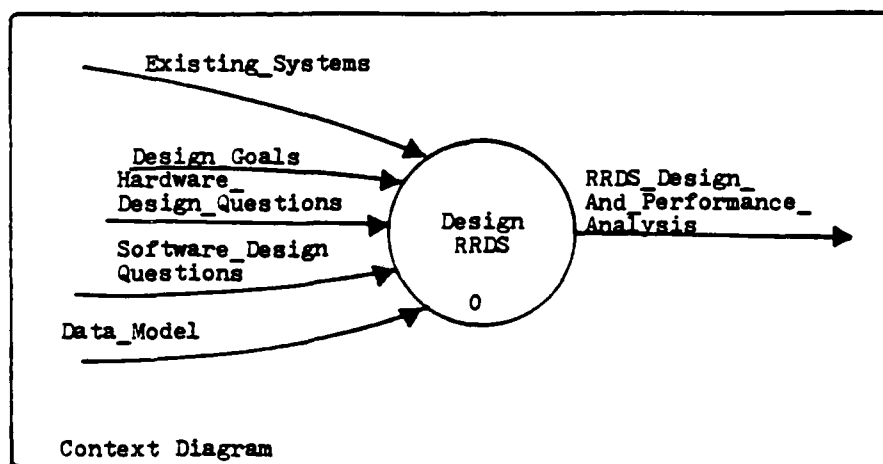 Existing_Systems
Design_Goals
Hardware_
Design_Questions
Software_Design
Questions
Data_Model
Design
RRDS
0
RRDS_Design_
And_Performance_
Analysis
Context Diagram